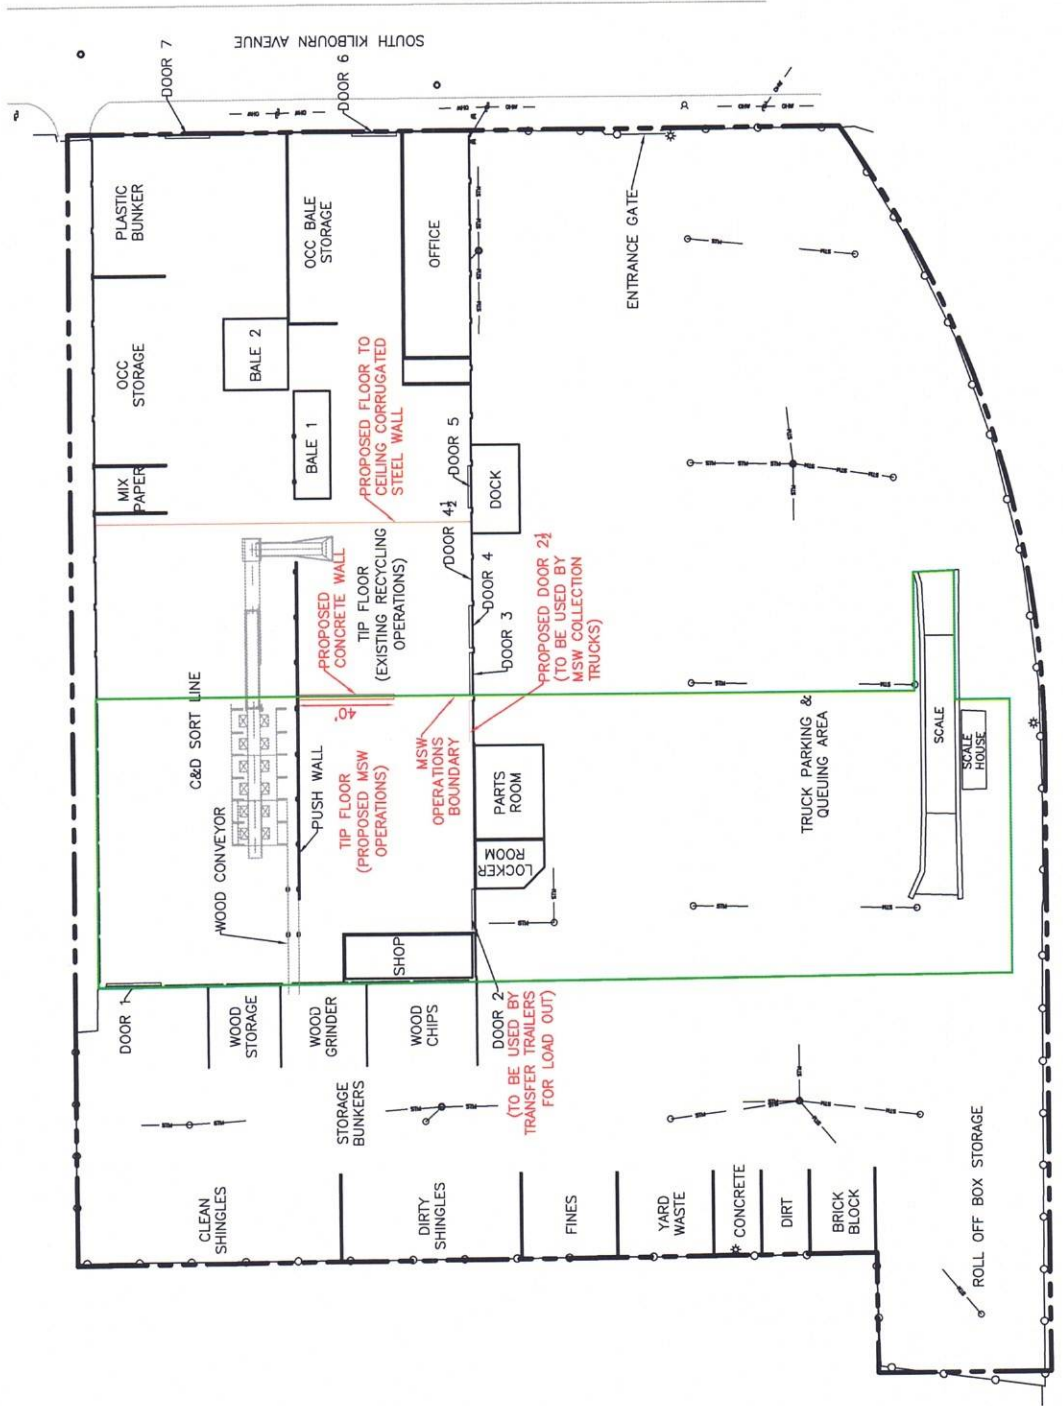 SOUTH KILBOURN AVENUE
DOOR 7
DOOR 6
PLASTIC
BUNKER
OCC BALE
STORAGE
OFFICE
ENTRANCE GATE
OCC
STORAGE
BALE 2
BALE 1
MIX
PAPER
PROPOSED FLOOR TO
CEILING CORRUGATED
STEEL WALL
DOOR 5
DOCK
DOOR 4½
DOOR 4
DOOR 3
PROPOSED
CONCRETE WALL
TIP FLOOR
(EXISTING RECYCLING
OPERATIONS)
PROPOSED DOOR 2½
(TO BE USED BY
MSW COLLECTION
TRUCKS)
C&D SORT LINE
40'
MSW
OPERATIONS
BOUNDARY
PUSH WALL
TIP FLOOR
(PROPOSED MSW
OPERATIONS)
PARTS
ROOM
LOCKER
ROOM
WOOD CONVEYOR
TRUCK PARKING &
QUEUING AREA
SCALE
SCALE
HOUSE
SHOP
DOOR 1
WOOD
STORAGE
WOOD
GRINDER
WOOD
CHIPS
DOOR 2
(TO BE USED BY
TRANSFER TRAILERS
FOR LOAD OUT)
STORAGE
BUNKERS
CLEAN
SHINGLES
DIRTY
SHINGLES
FINES
YARD
WASTE
CONCRETE
DIRT
BRICK
BLOCK
ROLL OFF BOX STORAGE